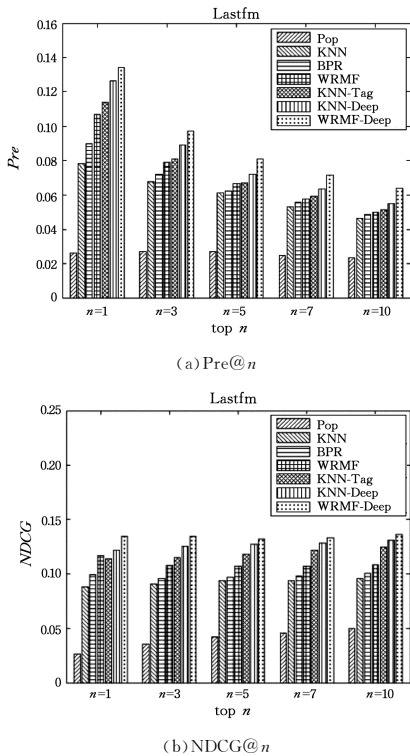 Lastfm
0.16
0.14
0.12
0.10
0.08
0.06
0.04
0.02
0
Pre
Pop
KNN
BPR
WRMF
KNN-Tag
KNN-Deep
WRMF-Deep
n=1 n=3 n=5 n=7 n=10
top n
(a) Pre@n
Lastfm
0.25
0.20
0.15
0.10
0.05
0
NDCG
Pop
KNN
BPR
WRMF
KNN-Tag
KNN-Deep
WRMF-Deep
n=1 n=3 n=5 n=7 n=10
top n
(b) NDCG@n